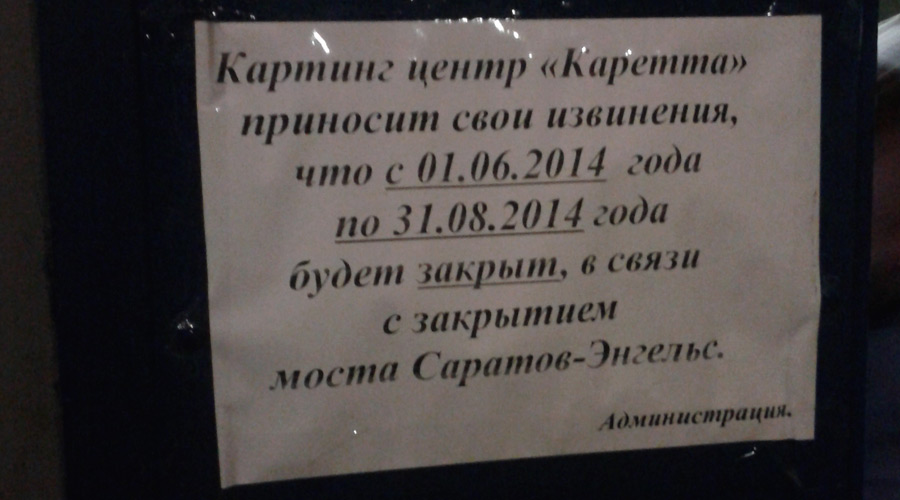 Картинг центр «Каретта»
приносит свои извинения,
что с 01.06.2014 года
по 31.08.2014 года
будет закрыт, в связи
с закрытием
моста Саратов-Энгельс.
Администрация.